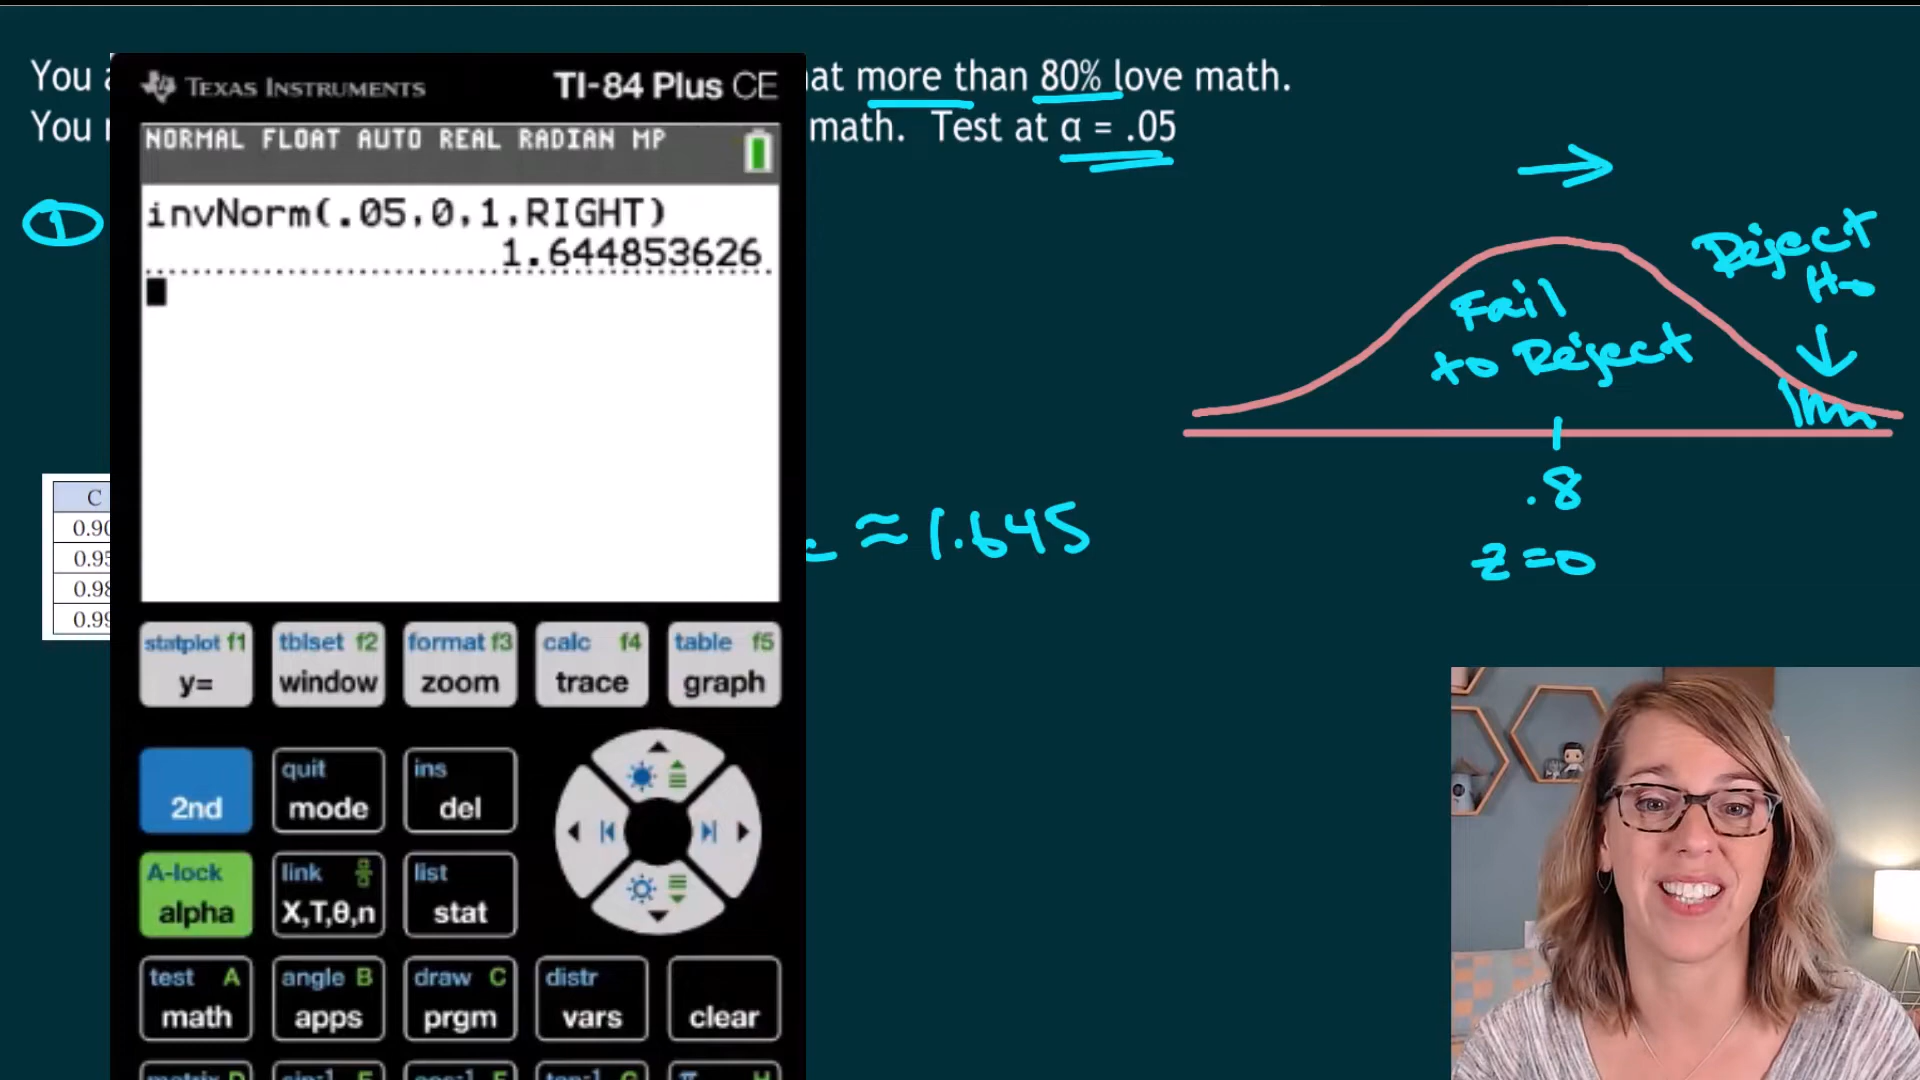 You
at more than 80% love math.
You
math. Test at α = .05
①
TEXAS INSTRUMENTS
TI-84 Plus CE
NORMAL FLOAT AUTO REAL RADIAN MP
invNorm(.05,0,1,RIGHT)
1.644853626
Reject
Ho
Fail
to Reject
.8
z=0
≈ 1.645
C
0.90
0.95
0.98
0.99
statplot f1
y=
tblset f2
window
format f3
zoom
calc f4
trace
table f5
graph
2nd
quit
mode
ins
del
A-lock
alpha
link
X,T,θ,n
list
stat
test A
math
angle B
apps
draw C
prgm
distr
vars
clear